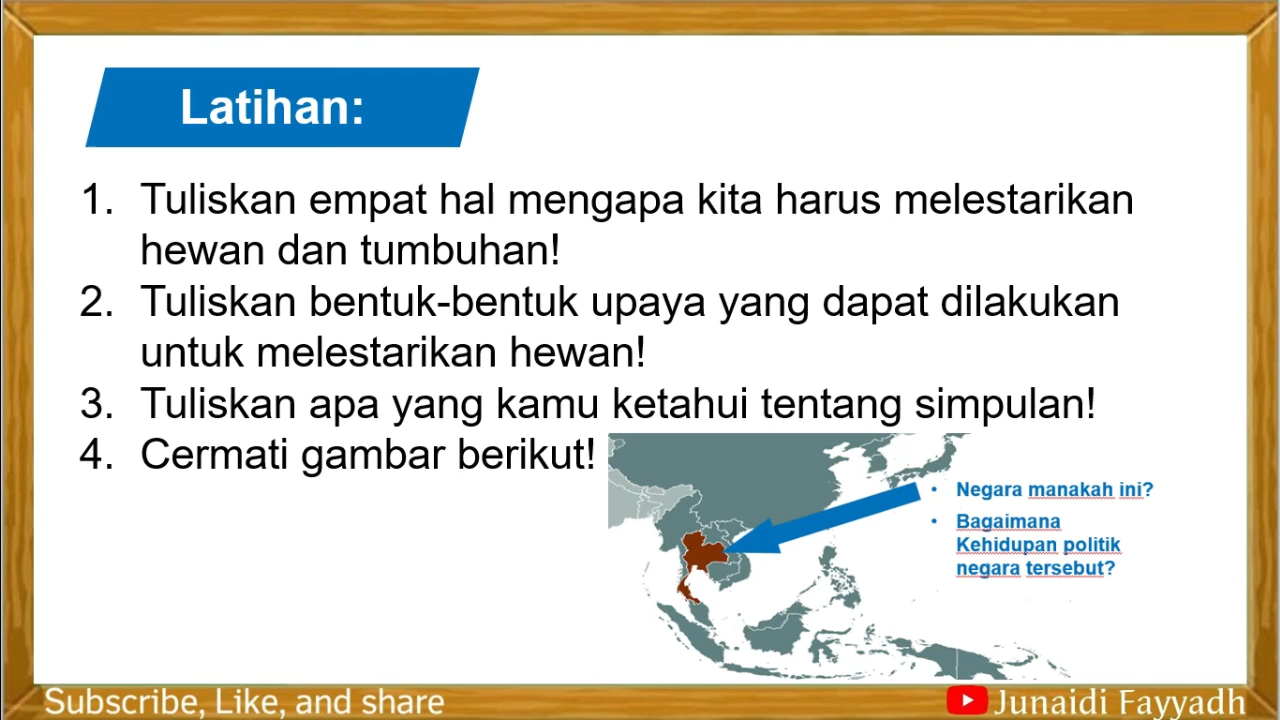 Latihan:
1. Tuliskan empat hal mengapa kita harus melestarikan
hewan dan tumbuhan!
2. Tuliskan bentuk-bentuk upaya yang dapat dilakukan
untuk melestarikan hewan!
3. Tuliskan apa yang kamu ketahui tentang simpulan!
4. Cermati gambar berikut!
• Negara manakah ini?
• Bagaimana
Kehidupan politik
negara tersebut?
Subscribe, Like, and share
Junaidi Fayyadh